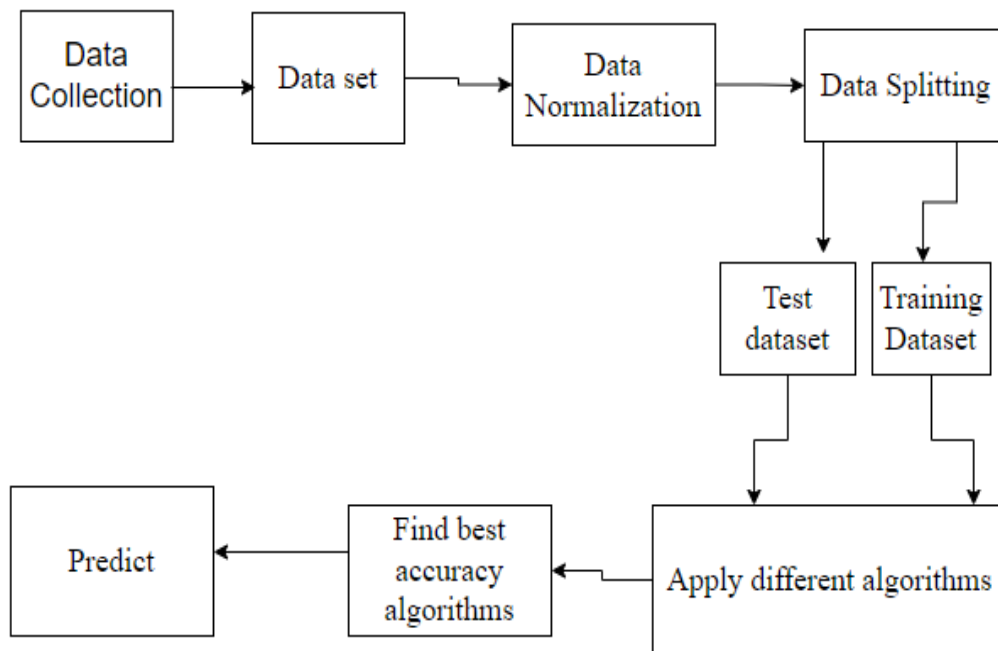 Data
Collection
Data set
Data
Normalization
Data Splitting
Test
dataset
Training
Dataset
Apply different algorithms
Find best
accuracy
algorithms
Predict